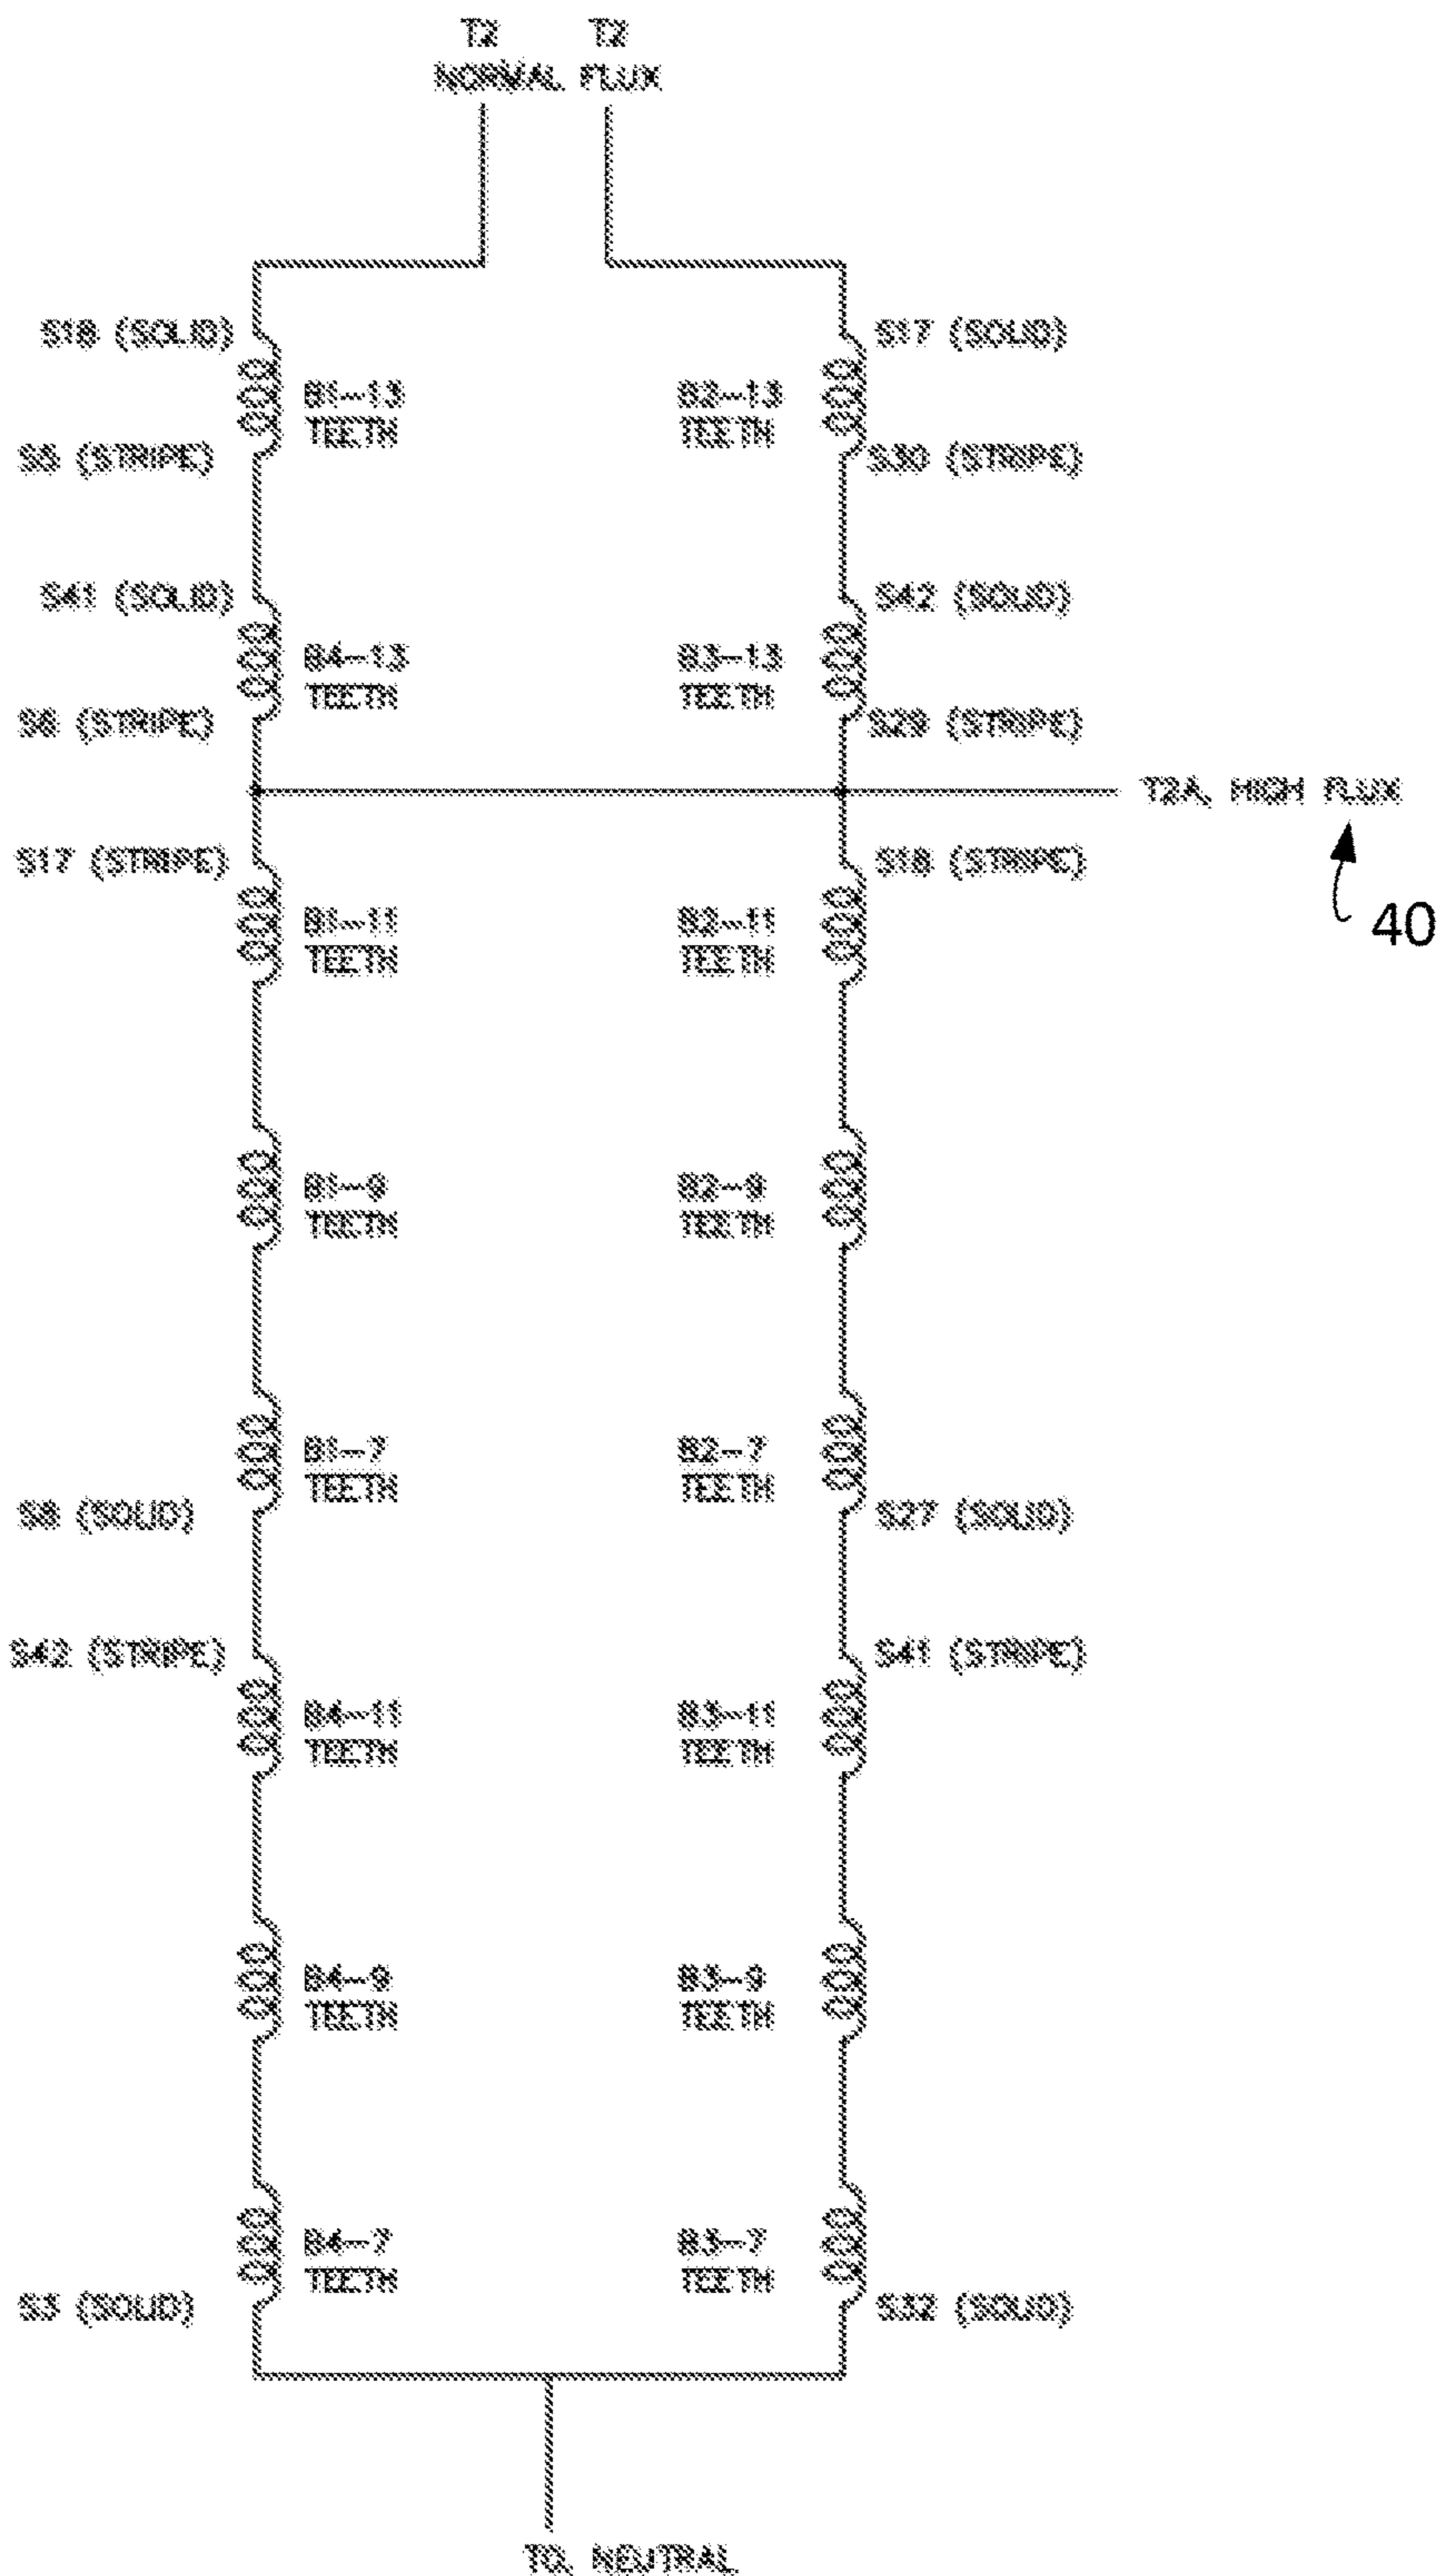 T2 T2
NORMAL FLUX
S18 (SOLID)
S17 (SOLID)
B1-13
TEETH
B2-13
TEETH
S5 (STRIPE)
S30 (STRIPE)
S41 (SOLID)
S42 (SOLID)
B4-13
TEETH
B3-13
TEETH
S6 (STRIPE)
S29 (STRIPE)
T2A, HIGH FLUX
40
S17 (STRIPE)
S18 (STRIPE)
B1-11
TEETH
B2-11
TEETH
B1-9
TEETH
B2-9
TEETH
B1-7
TEETH
B2-7
TEETH
S8 (SOLID)
S27 (SOLID)
S42 (STRIPE)
S41 (STRIPE)
B4-11
TEETH
B3-11
TEETH
B4-9
TEETH
B3-9
TEETH
B4-7
TEETH
B3-7
TEETH
S3 (SOLID)
S32 (SOLID)
T0, NEUTRAL